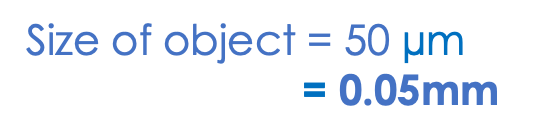 Size of object = 50 µm
= 0.05mm